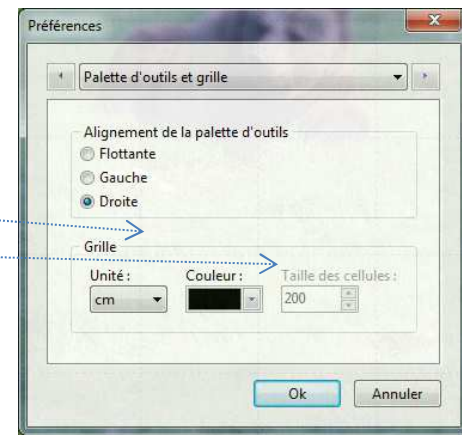 Préférences
Palette d'outils et grille
Alignement de la palette d'outils
Flottante
Gauche
Droite
Grille
Unité : Couleur : Taille des cellules :
cm 200
Ok Annuler